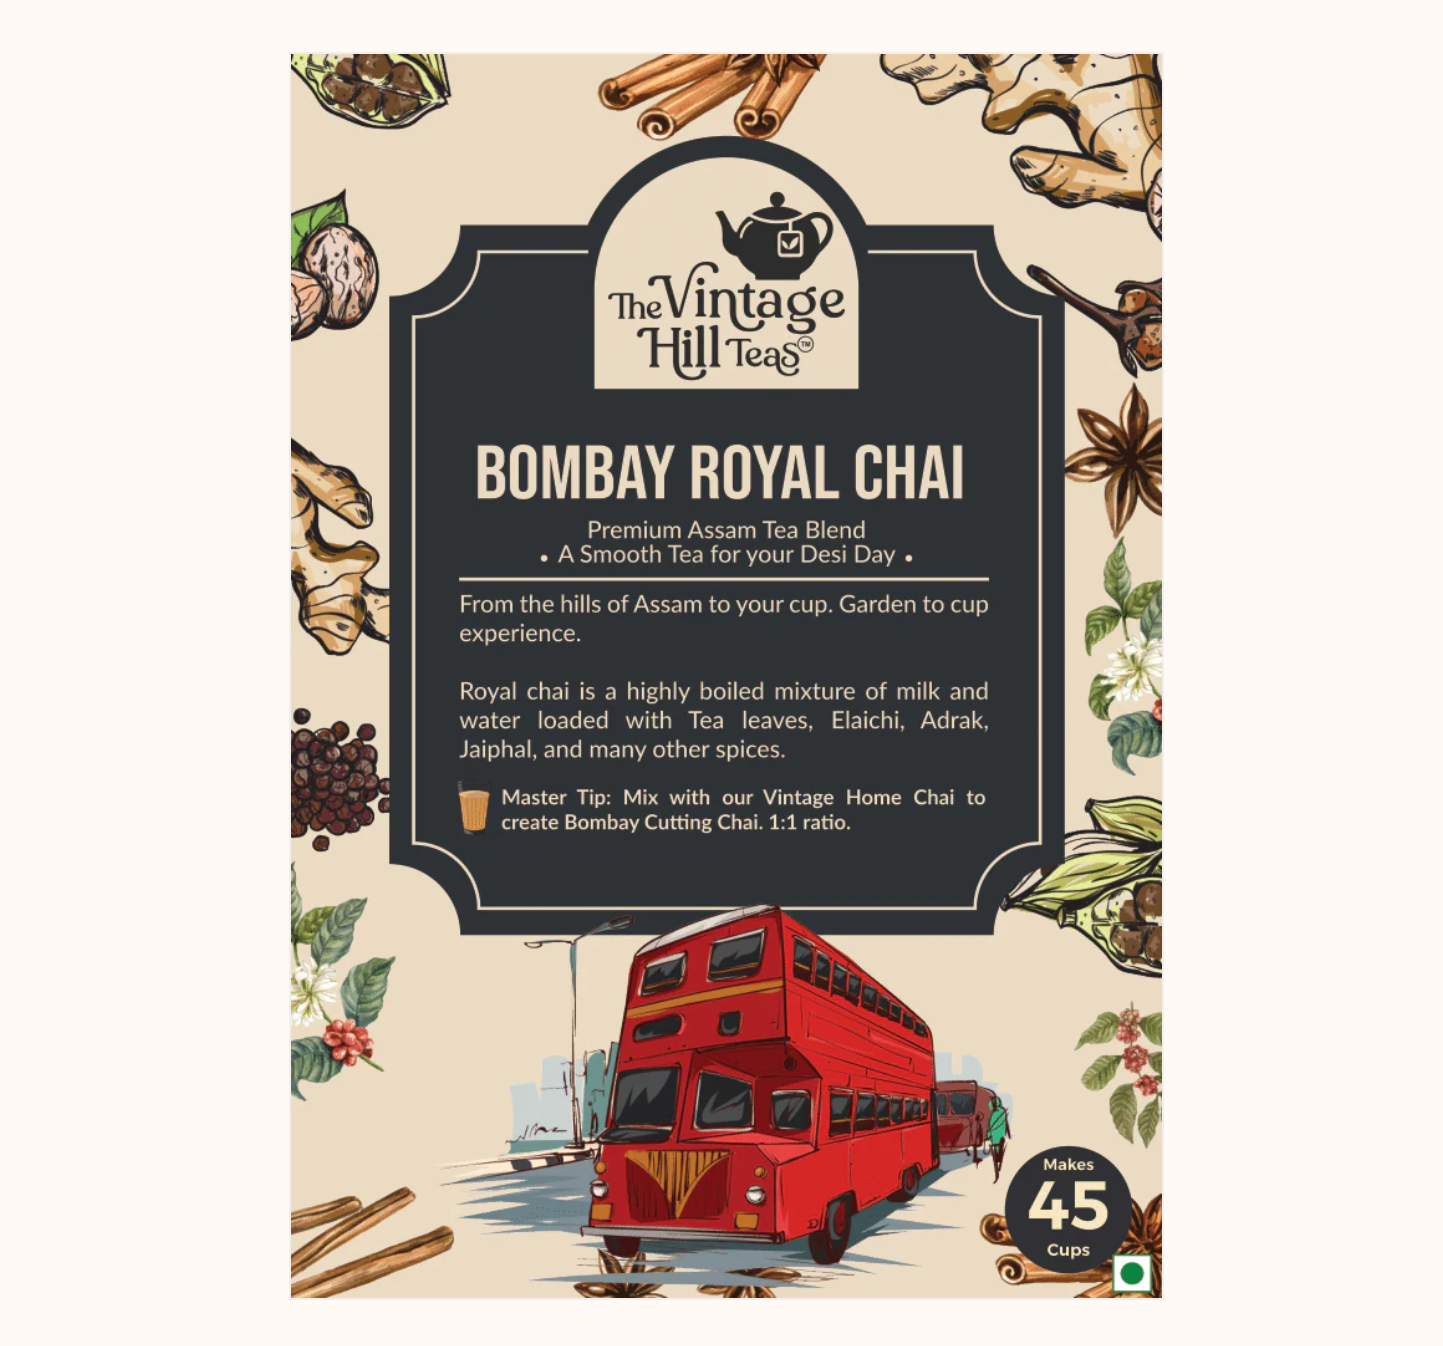 The Vintage
Hill Teas™
BOMBAY ROYAL CHAI
Premium Assam Tea Blend
• A Smooth Tea for your Desi Day •
From the hills of Assam to your cup. Garden to cup
experience.
Royal chai is a highly boiled mixture of milk and
water loaded with Tea leaves, Elaichi, Adrak,
Jaiphal, and many other spices.
Master Tip: Mix with our Vintage Home Chai to
create Bombay Cutting Chai. 1:1 ratio.
Makes
45
Cups